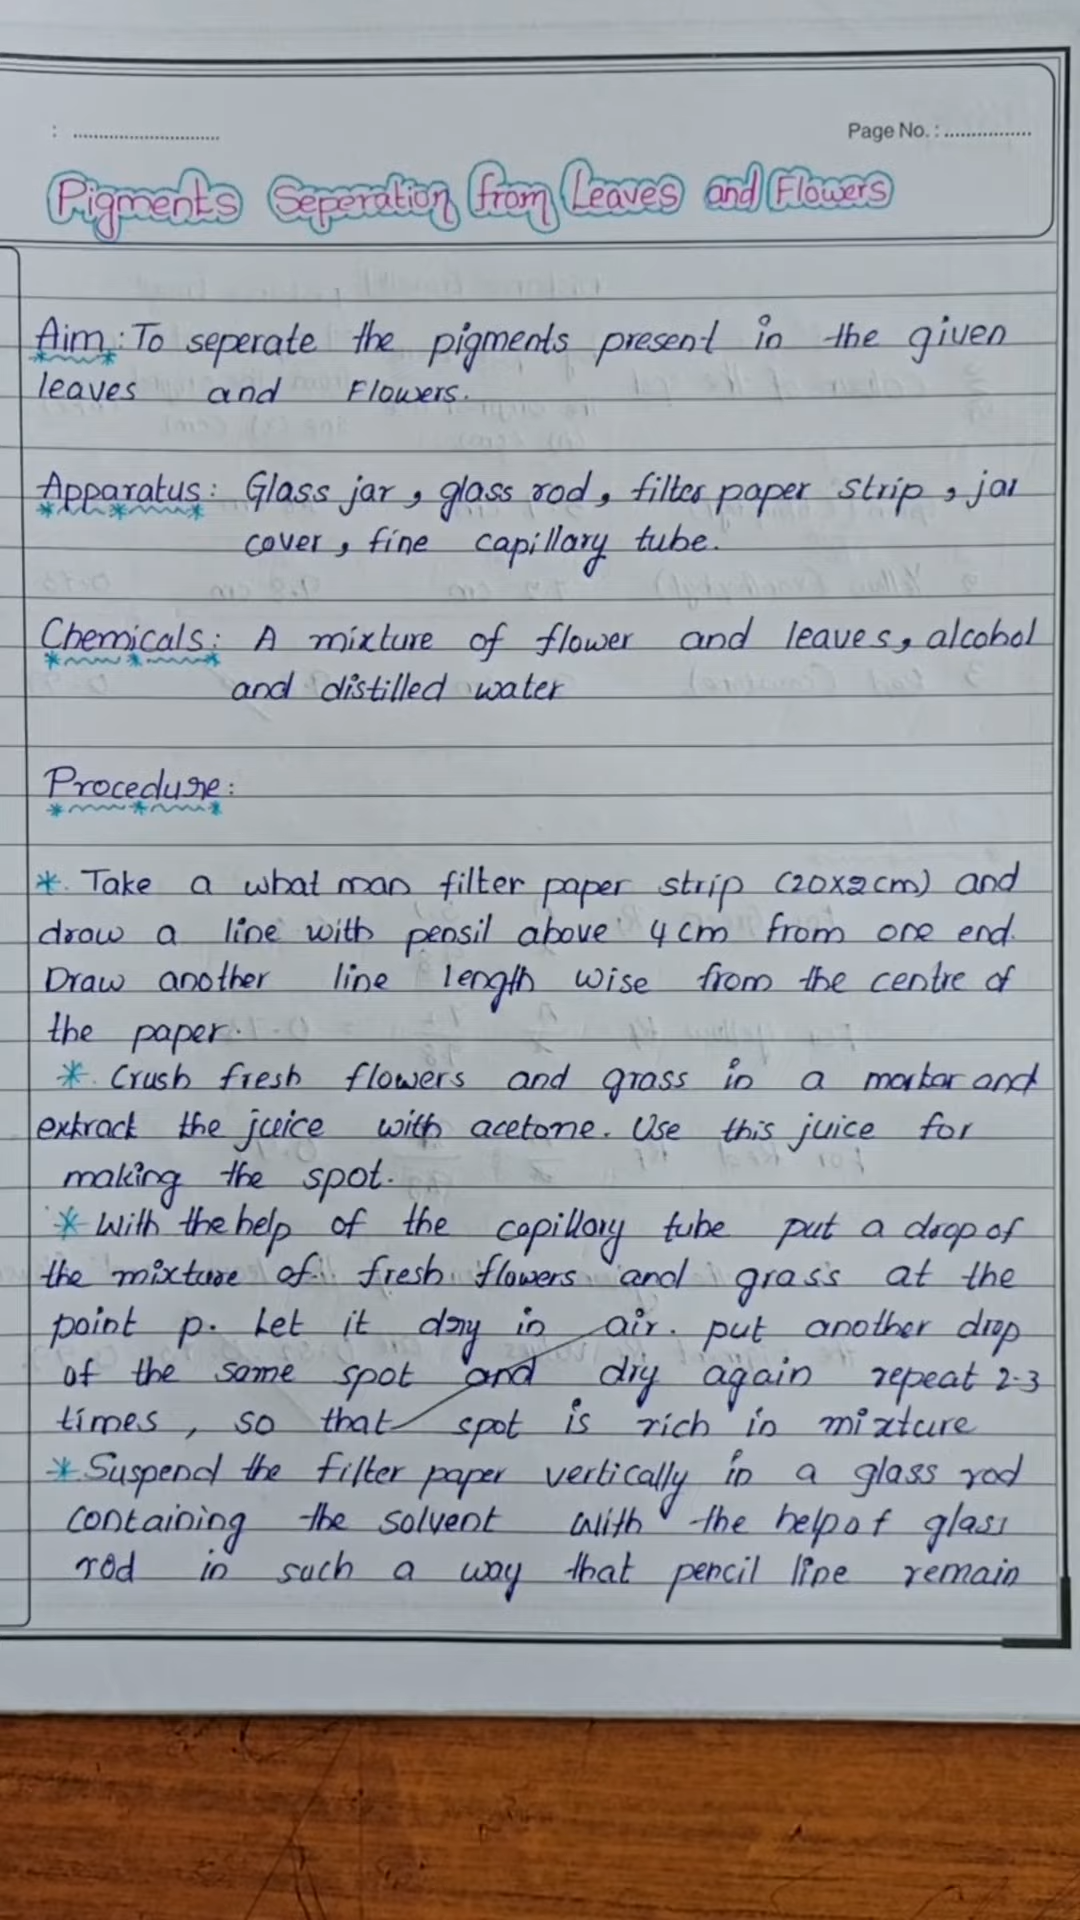 : ............................
Page No. : ................
Pigments Seperation from Leaves and Flowers
Aim : To seperate the pigments present in the given
leaves and Flowers.
Apparatus : Glass jar , glass rod , filter paper strip , jar
cover , fine capillary tube.
Chemicals : A mixture of flower and leaves , alcohol
and distilled water
Procedure :
* Take a what man filter paper strip (20x2cm) and
draw a line with pensil above 4 cm from one end.
Draw another line length wise from the centre of
the paper.
* Crush fresh flowers and grass in a mortar and
extract the juice with acetone. Use this juice for
making the spot.
* With the help of the capillary tube put a drop of
the mixture of fresh flowers and grass at the
point p. Let it dry in air. put another drop
of the same spot and driy again repeat 2-3
times , so that spot is rich in mixture
* Suspend the filter paper vertically in a glass rod
containing the solvent with the help of glass
rod in such a way that pencil line remain